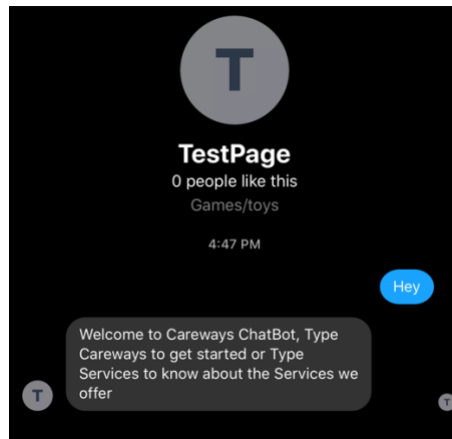 T
TestPage
0 people like this
Games/toys
4:47 PM
Hey
Welcome to Careways ChatBot, Type
Careways to get started or Type
Services to know about the Services we
offer
T
T